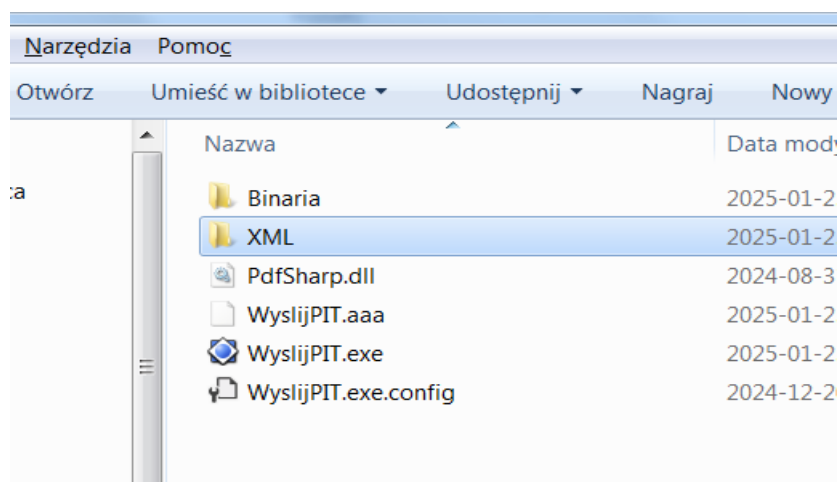 Narzędzia Pomoc
Otwórz Umieść w bibliotece Udostępnij Nagraj Nowy
Nazwa Data mody
ca
Binaria 2025-01-2
XML 2025-01-2
PdfSharp.dll 2024-08-3
WyslijPIT.aaa 2025-01-2
WyslijPIT.exe 2025-01-2
WyslijPIT.exe.config 2024-12-20